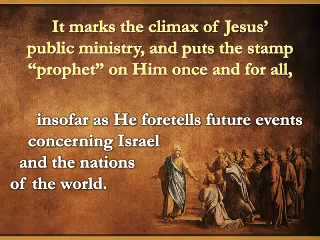 It marks the climax of Jesus’
public ministry, and puts the stamp
“prophet” on Him once and for all,
insofar as He foretells future events
concerning Israel
and the nations
of the world.